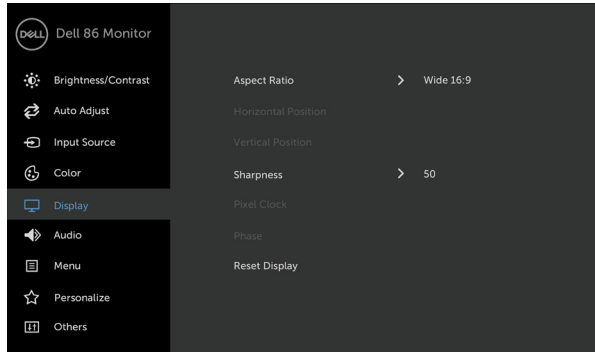 DELL Dell 86 Monitor
Brightness/Contrast
Auto Adjust
Input Source
Color
Display
Audio
Menu
Personalize
Others
Aspect Ratio > Wide 16:9
Horizontal Position
Vertical Position
Sharpness > 50
Pixel Clock
Phase
Reset Display